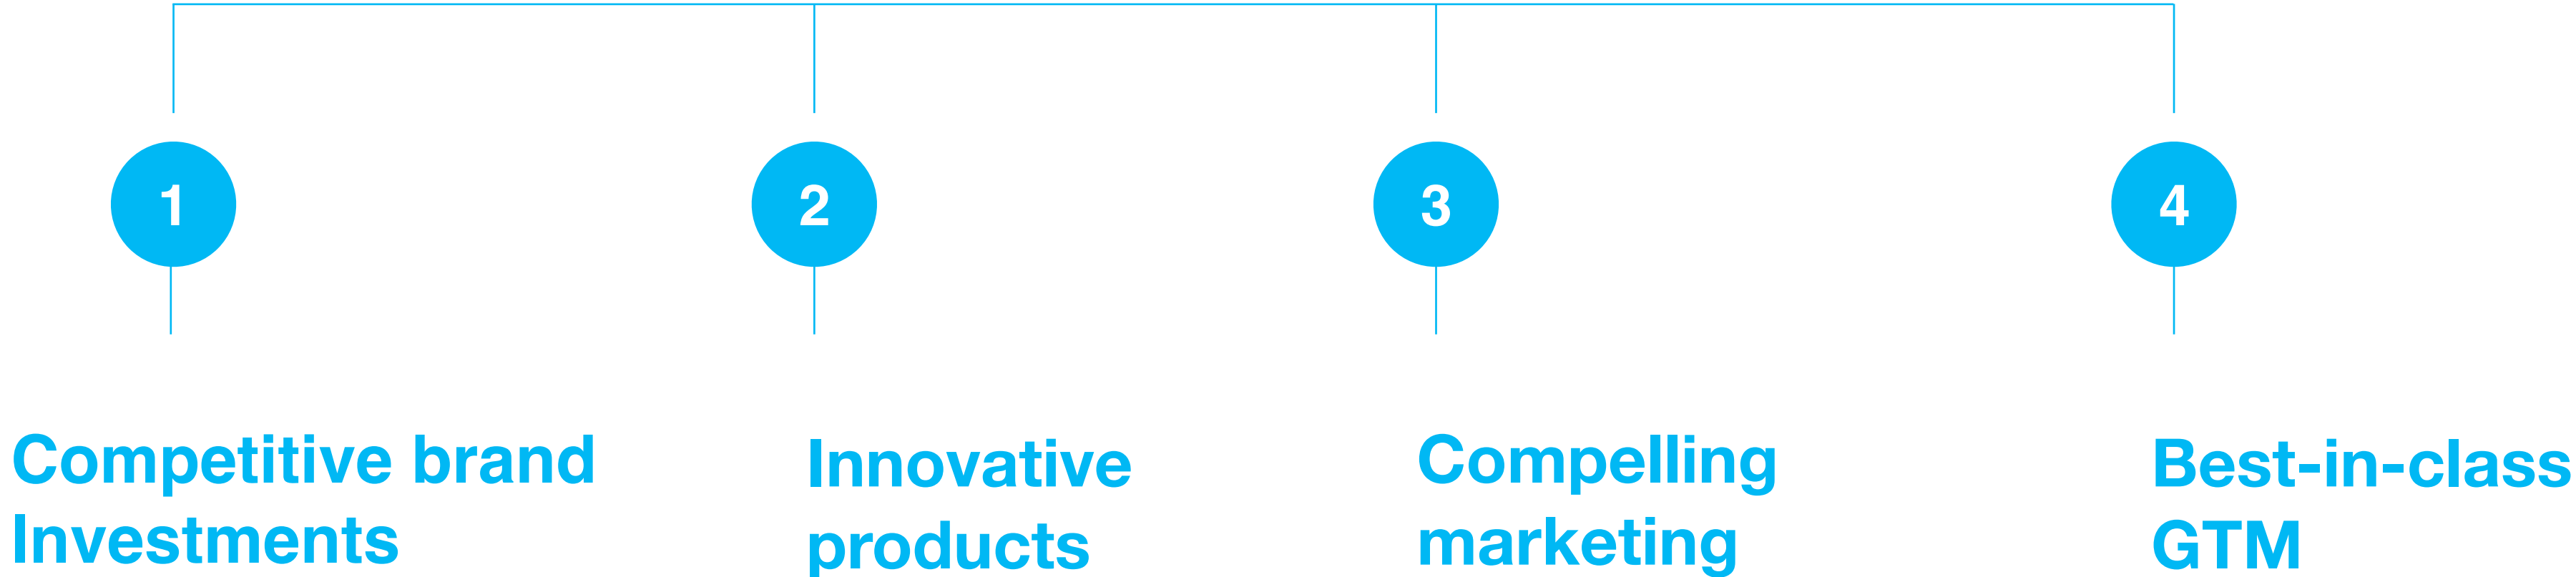 1
2
3
4
Competitive brand
Investments
Innovative
products
Compelling
marketing
Best-in-class
GTM